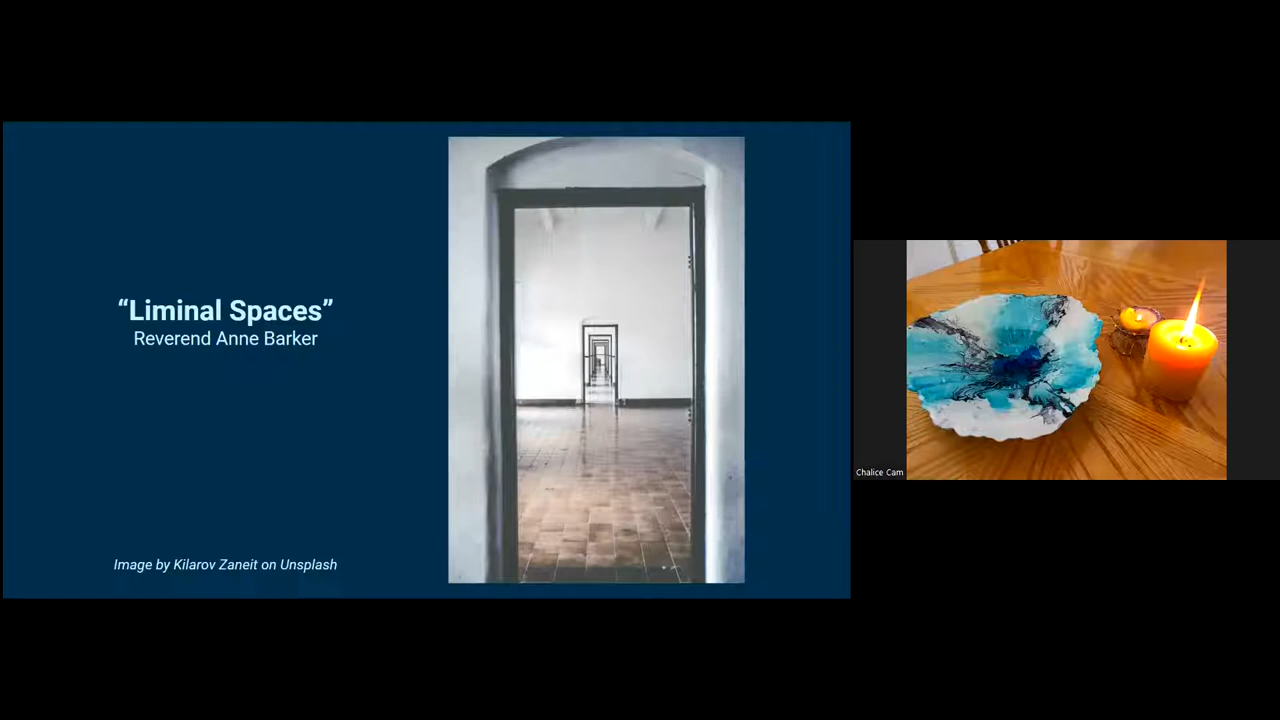 “Liminal Spaces”
Reverend Anne Barker
Image by Kilarov Zaneit on Unsplash
Chalice Cam